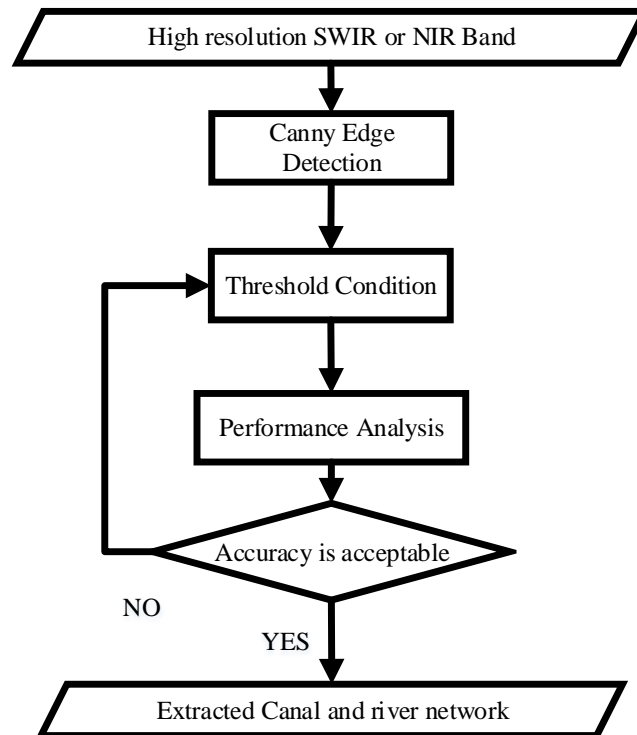 High resolution SWIR or NIR Band
Canny Edge
Detection
Threshold Condition
Performance Analysis
Accuracy is acceptable
NO
YES
Extracted Canal and river network